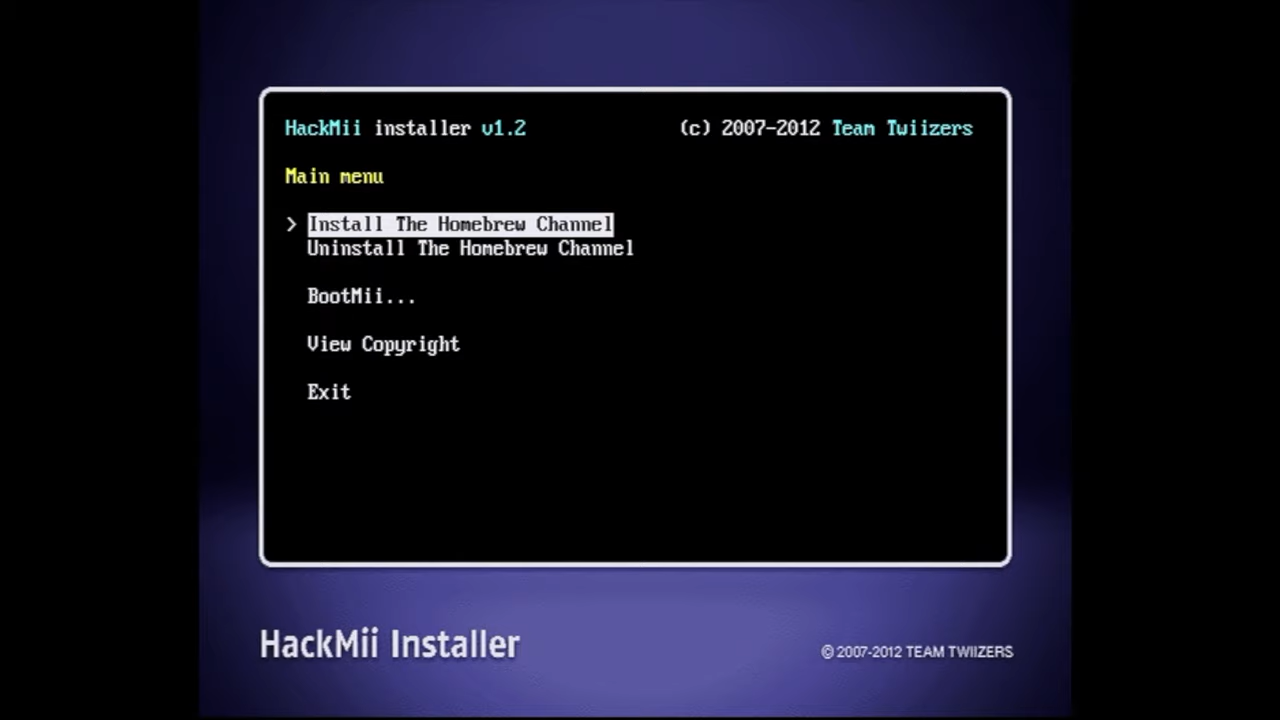 HackMii installer v1.2 (c) 2007-2012 Team Twiizers
Main menu
> Install The Homebrew Channel
Uninstall The Homebrew Channel
BootMii...
View Copyright
Exit
HackMii Installer
© 2007-2012 TEAM TWIIZERS